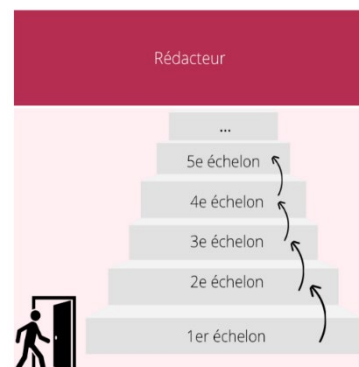 Rédacteur
...
5e échelon
4e échelon
3e échelon
2e échelon
1er échelon